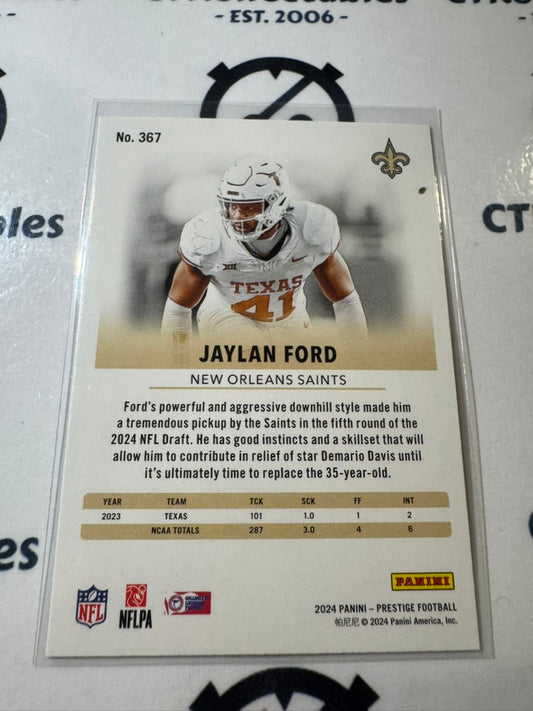 - EST. 2006 -
No. 367
TEXAS
41
JAYLAN FORD
NEW ORLEANS SAINTS
Ford's powerful and aggressive downhill style made him
a tremendous pickup by the Saints in the fifth round of the
2024 NFL Draft. He has good instincts and a skillset that will
allow him to contribute in relief of star Demario Davis until
it's ultimately time to replace the 35-year-old.
YEAR TEAM TCK SCK FF INT
2023 TEXAS 101 1.0 1 2
NCAA TOTALS 287 3.0 4 6
PANINI
NFL
NFLPA
2024 PANINI – PRESTIGE FOOTBALL
帕尼尼 © 2024 Panini America, Inc.